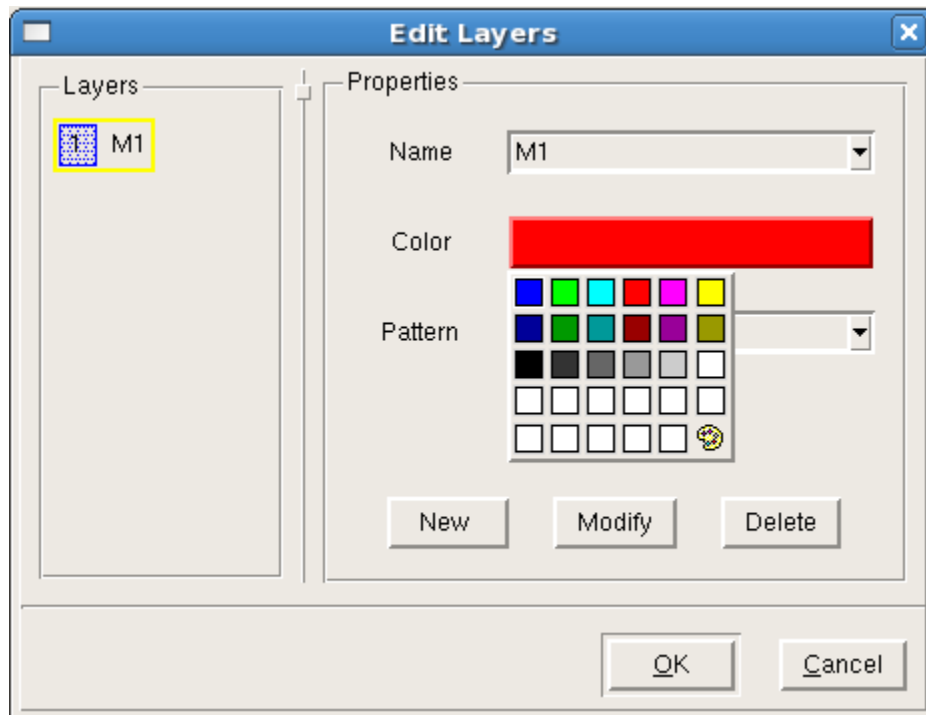 Edit Layers
Layers
1 M1
Properties
Name M1
Color
Pattern
New Modify Delete
OK Cancel